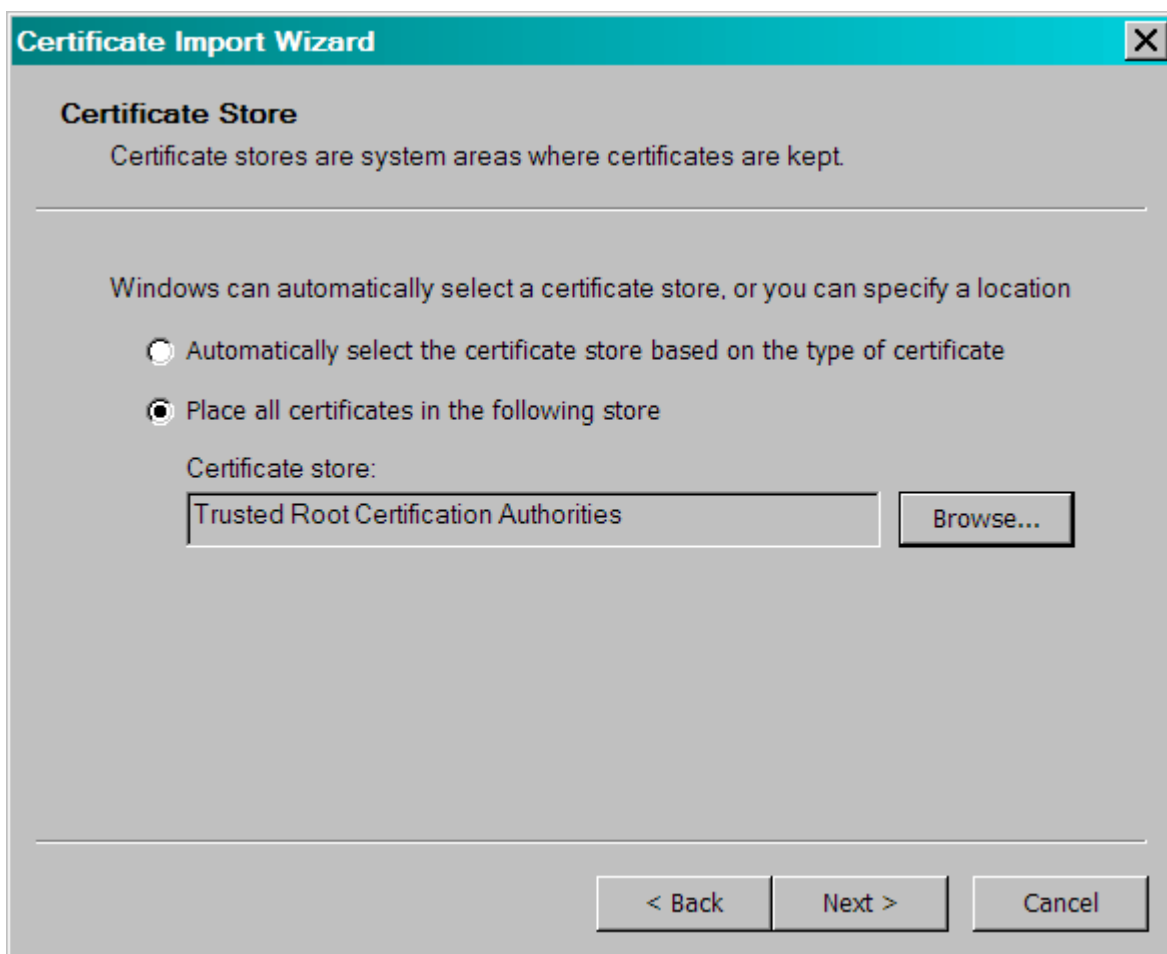 Certificate Import Wizard
Certificate Store
Certificate stores are system areas where certificates are kept.
Windows can automatically select a certificate store, or you can specify a location
Automatically select the certificate store based on the type of certificate
Place all certificates in the following store
Certificate store:
Trusted Root Certification Authorities
Browse...
< Back
Next >
Cancel